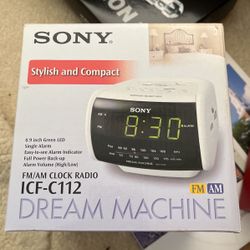 SONY
Stylish and Compact
SONY
8:30
0.9 inch Green LED
Single Alarm
Easy-to-see Alarm Indicator
Full Power Back-up
Alarm Volume (High/Low)
FM/AM CLOCK RADIO
ICF-C112
FM AM
DREAM MACHINE